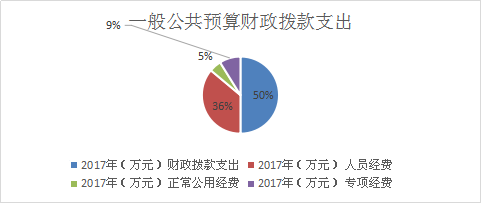 一般公共预算财政拨款支出
9%
5%
50%
36%
2017年(万元) 财政拨款支出 2017年(万元) 人员经费
2017年(万元) 正常公用经费 2017年(万元) 专项经费